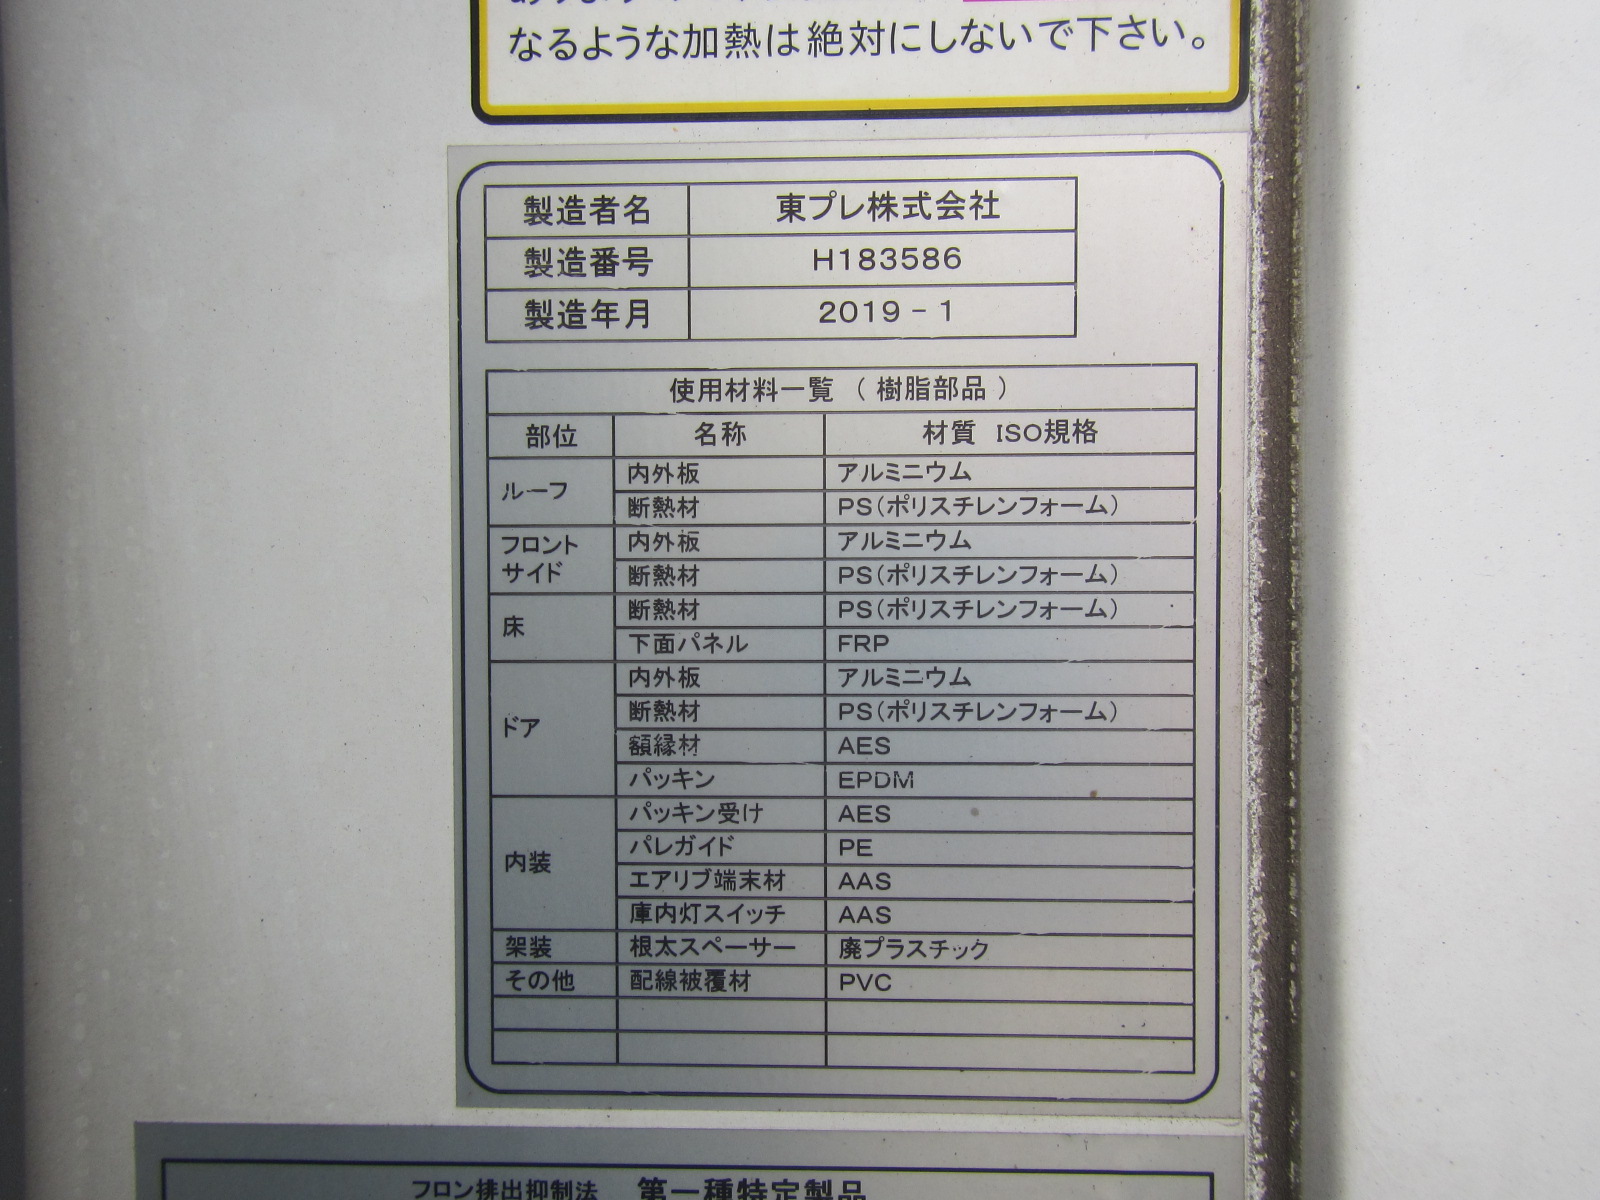 なるような加熱は絶対にしないで下さい。
製造者名 東プレ株式会社
製造番号 H183586
製造年月 2019 - 1
使用材料一覧 ( 樹脂部品 )
部位 名称 材質 ISO規格
ルーフ 内外板 アルミニウム
断熱材 PS(ポリスチレンフォーム)
フロント
サイド
内外板 アルミニウム
断熱材 PS(ポリスチレンフォーム)
床 断熱材 PS(ポリスチレンフォーム)
下面パネル FRP
ドア 内外板 アルミニウム
断熱材 PS(ポリスチレンフォーム)
額縁材 AES
パッキン EPDM
内装 パッキン受け AES
パレガイド PE
エアリブ端末材 AAS
庫内灯スイッチ AAS
架装 根太スペーサー 廃プラスチック
その他 配線被覆材 PVC
フロン排出抑制法 第一種特定製品